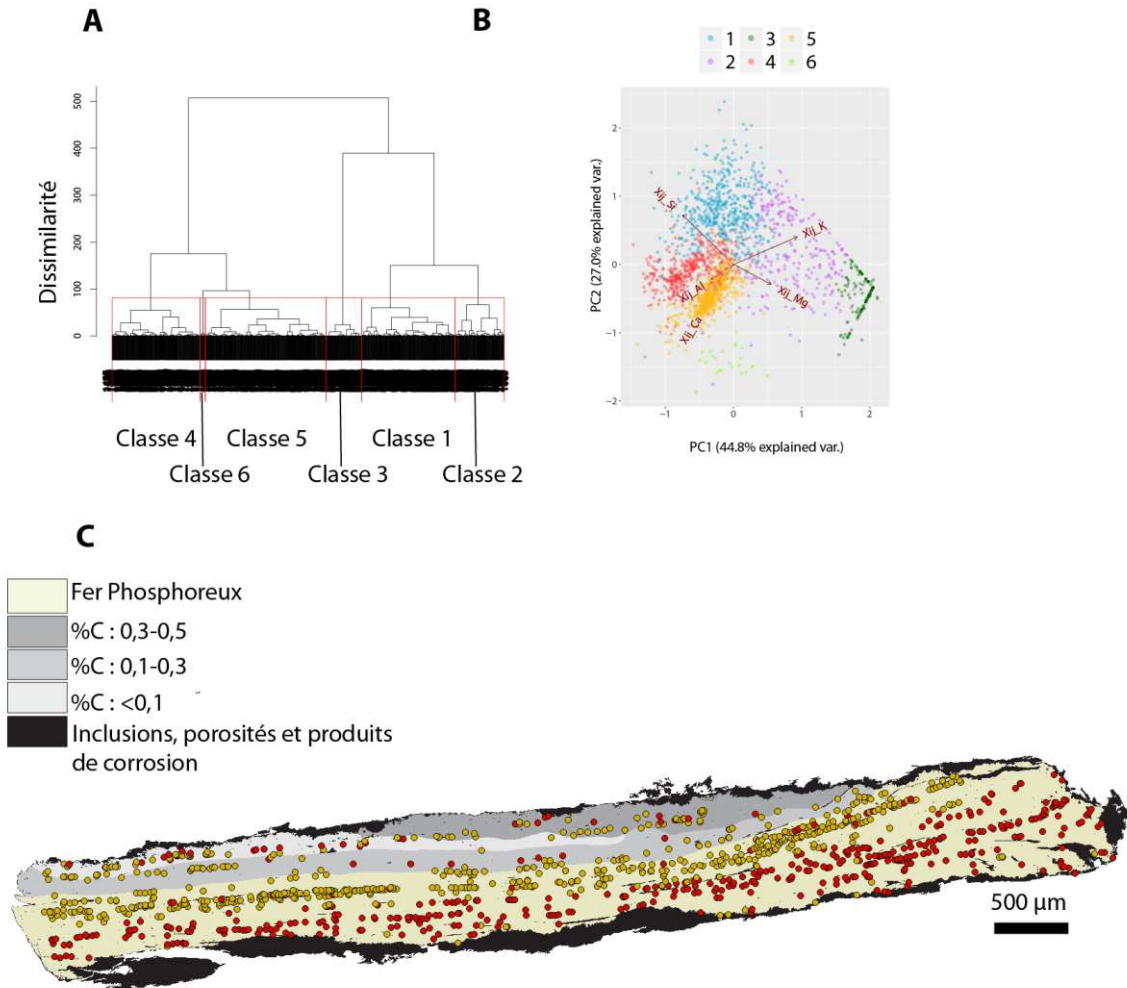 A
500
400
300
200
100
0
Dissimilarité
Classe 4
Classe 5
Classe 1
Classe 6
Classe 3
Classe 2
B
1 3 5
2 4 6
2
1
0
−1
−2
PC2 (27.0% explained var.)
Xij_Si
Xij_K
Xij_Al
Xij_Mg
Xij_Ca
−1 0 1 2
PC1 (44.8% explained var.)
C
Fer Phosphoreux
%C : 0,3-0,5
%C : 0,1-0,3
%C : <0,1
Inclusions, porosités et produits
de corrosion
500 µm